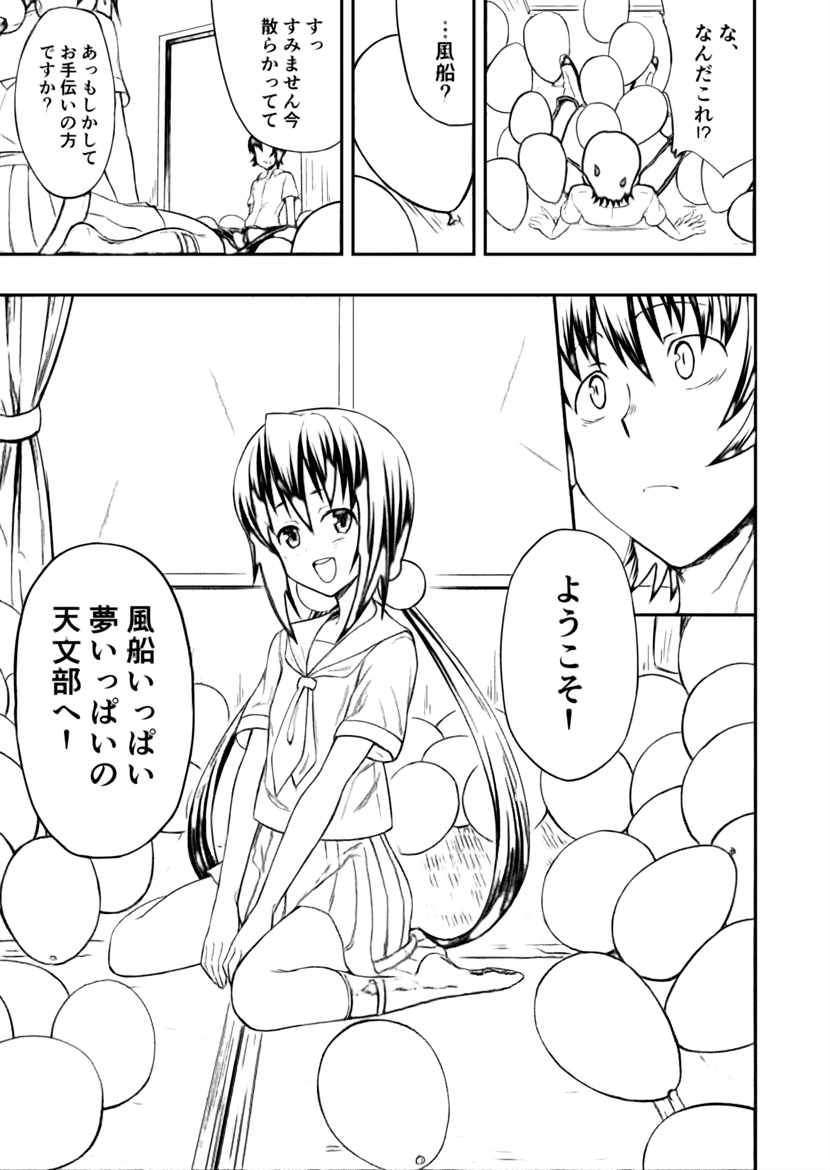 な、
なんだこれ!?
…風船？
すっ
すみません今
散らかってて
あっもしかして
お手伝いの方
ですか？
ようこそー
風船いっぱい
夢いっぱいの
天文部へー